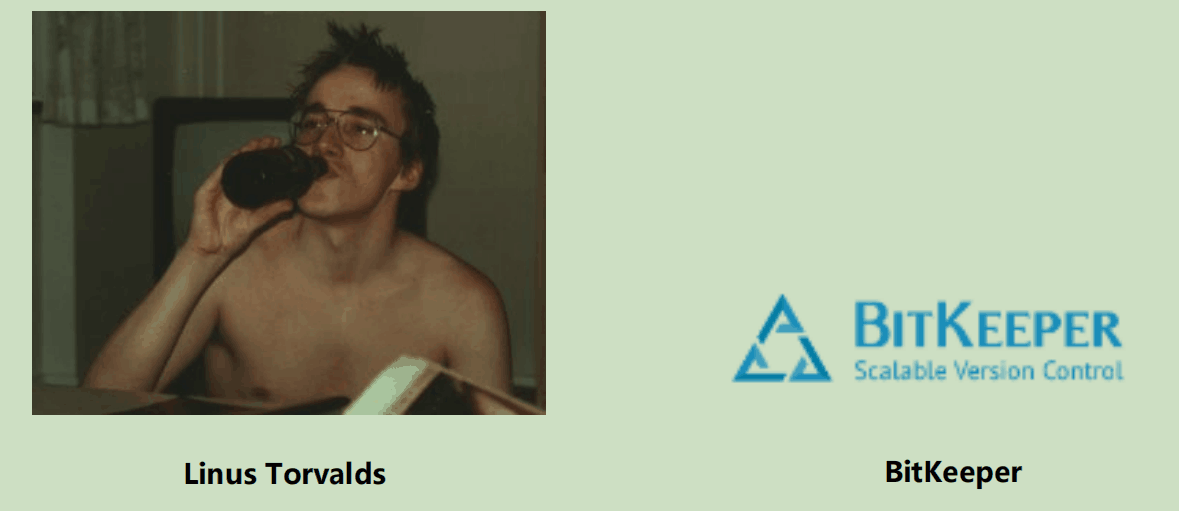 BITKEEPER
Scalable Version Control
Linus Torvalds
BitKeeper